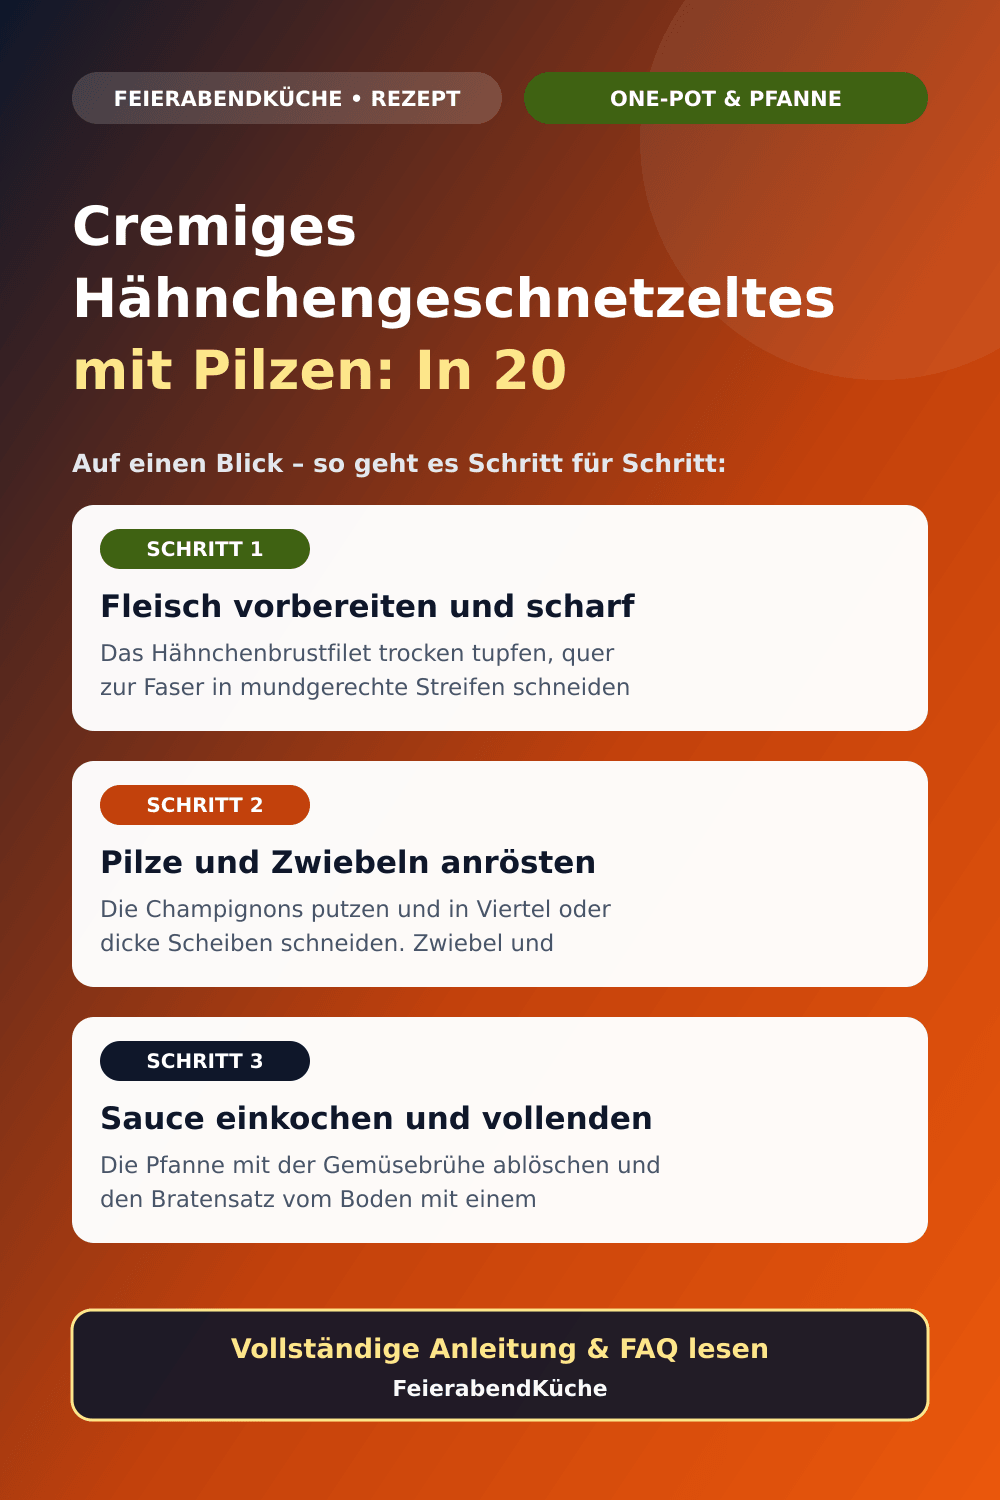 FEIERABENDKÜCHE • REZEPT
ONE-POT & PFANNE
Cremiges
Hähnchengeschnetzeltes
mit Pilzen: In 20
Auf einen Blick – so geht es Schritt für Schritt:
SCHRITT 1
Fleisch vorbereiten und scharf
Das Hähnchenbrustfilet trocken tupfen, quer
zur Faser in mundgerechte Streifen schneiden
SCHRITT 2
Pilze und Zwiebeln anrösten
Die Champignons putzen und in Viertel oder
dicke Scheiben schneiden. Zwiebel und
SCHRITT 3
Sauce einkochen und vollenden
Die Pfanne mit der Gemüsebrühe ablöschen und
den Bratensatz vom Boden mit einem
Vollständige Anleitung & FAQ lesen
FeierabendKüche